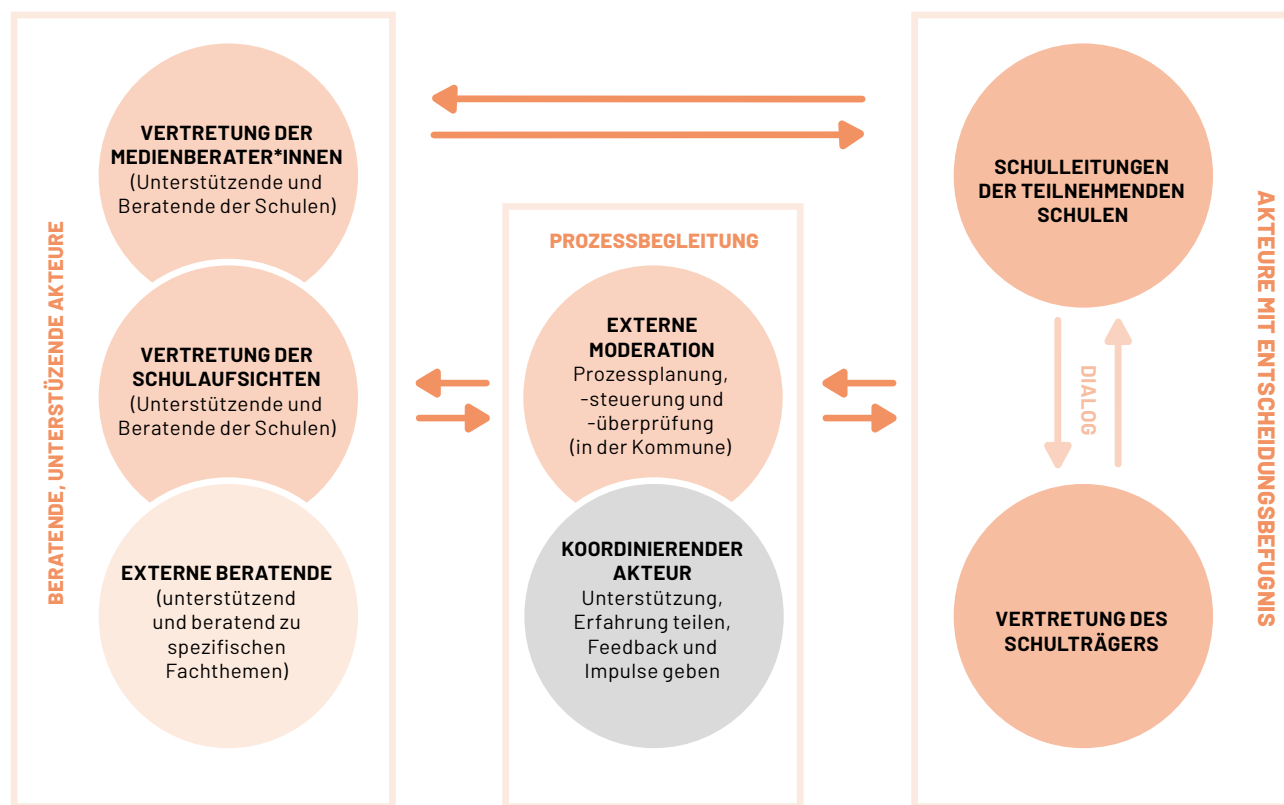 BERATENDE, UNTERSTÜZENDE AKTEURE
VERTRETUNG DER
MEDIENBERATER*INNEN
(Unterstützende und
Beratende der Schulen)
VERTRETUNG DER
SCHULAUFSICHTEN
(Unterstützende und
Beratende der Schulen)
EXTERNE BERATENDE
(unterstützend
und beratend zu
spezifischen
Fachthemen)
PROZESSBEGLEITUNG
EXTERNE
MODERATION
Prozessplanung,
-steuerung und
-überprüfung
(in der Kommune)
KOORDINIERENDER
AKTEUR
Unterstützung,
Erfahrung teilen,
Feedback und
Impulse geben
SCHULLEITUNGEN
DER TEILNEHMENDEN
SCHULEN
DIALOG
VERTRETUNG DES
SCHULTRÄGERS
AKTEURE MIT ENTSCHEIDUNGSBEFUGNIS